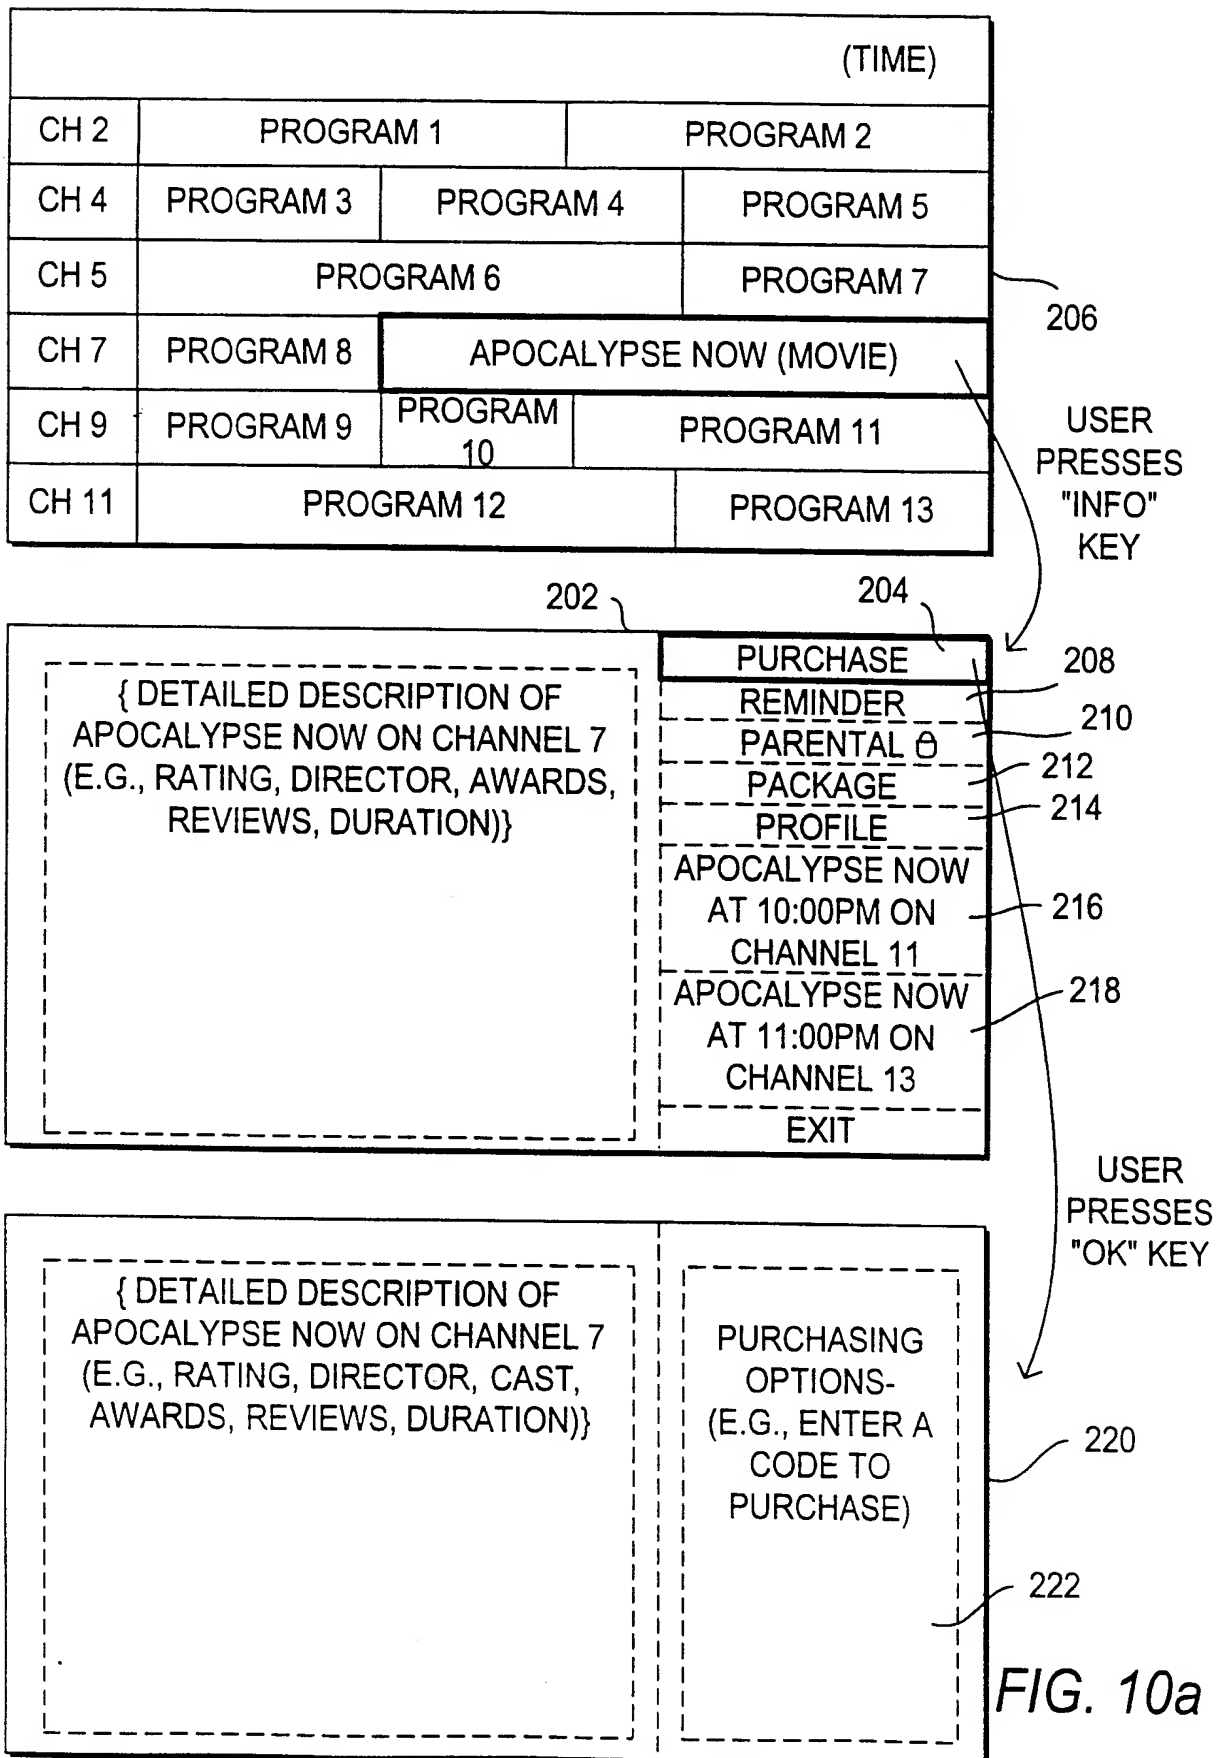 (TIME)
CH 2 PROGRAM 1 PROGRAM 2
CH 4 PROGRAM 3 PROGRAM 4 PROGRAM 5
CH 5 PROGRAM 6 PROGRAM 7
206
CH 7 PROGRAM 8 APOCALYPSE NOW (MOVIE)
CH 9 PROGRAM 9 PROGRAM
10 PROGRAM 11
CH 11 PROGRAM 12 PROGRAM 13
USER
PRESSES
"INFO"
KEY
202
204
{ DETAILED DESCRIPTION OF
APOCALYPSE NOW ON CHANNEL 7
(E.G., RATING, DIRECTOR, AWARDS,
REVIEWS, DURATION)}
PURCHASE
REMINDER
208
PARENTAL
210
PACKAGE
212
PROFILE
214
APOCALYPSE NOW
AT 10:00PM ON
CHANNEL 11
216
APOCALYPSE NOW
AT 11:00PM ON
CHANNEL 13
218
EXIT
USER
PRESSES
"OK" KEY
{ DETAILED DESCRIPTION OF
APOCALYPSE NOW ON CHANNEL 7
(E.G., RATING, DIRECTOR, CAST,
AWARDS, REVIEWS, DURATION)}
PURCHASING
OPTIONS-
(E.G., ENTER A
CODE TO
PURCHASE)
220
222
FIG. 10a